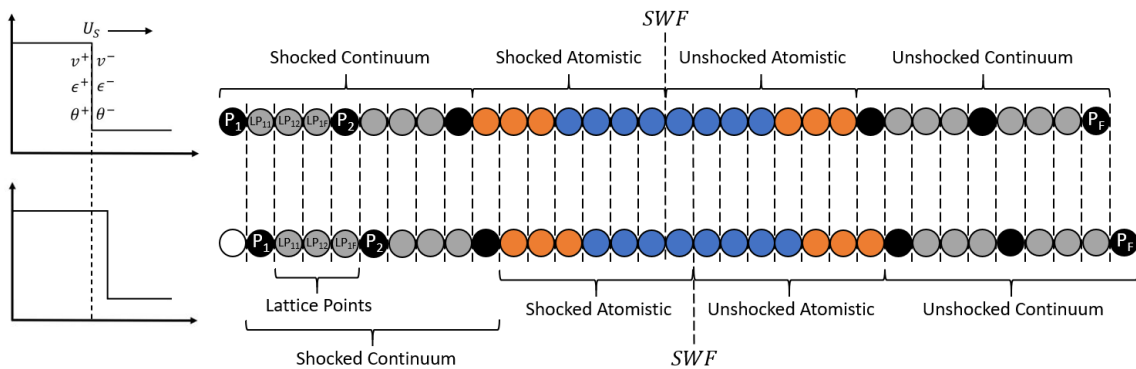 U_S
v⁺ v⁻
ϵ⁺ ϵ⁻
θ⁺ θ⁻
SWF
Shocked Continuum Shocked Atomistic Unshocked Atomistic Unshocked Continuum
P₁ LP₁₁ LP₁₂ LP₁F P₂ P_F
P₁ LP₁₁ LP₁₂ LP₁F P₂ P_F
Lattice Points Shocked Atomistic Unshocked Atomistic Unshocked Continuum
Shocked Continuum SWF